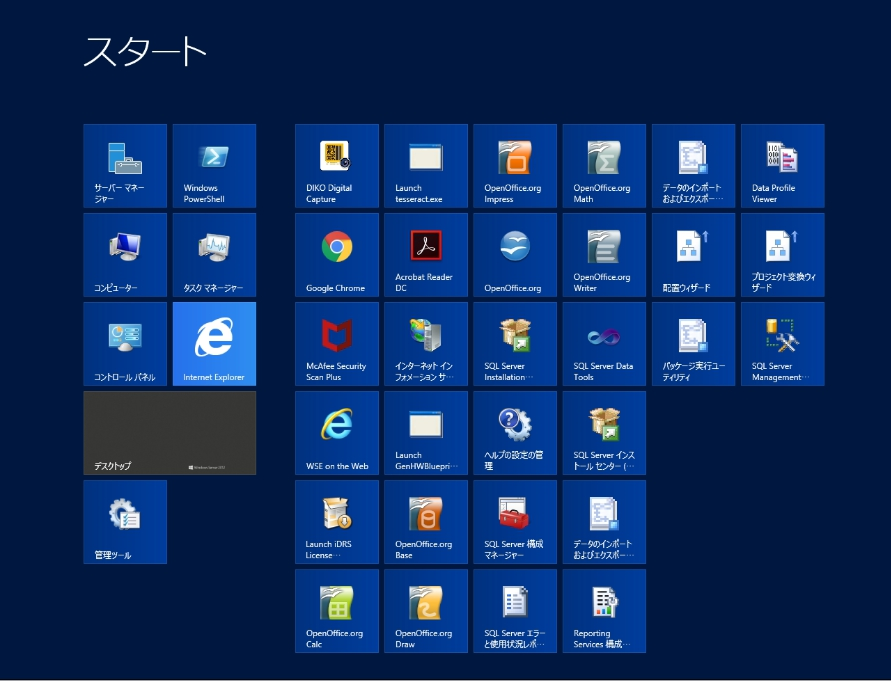 スタート
サーバー マネー
ジャー
Windows
PowerShell
DIKO Digital
Capture
Launch
tesseract.exe
OpenOffice.org
Impress
OpenOffice.org
Math
データのインポート
およびエクスポー…
Data Profile
Viewer
コンピューター
タスク マネージャー
Google Chrome
Acrobat Reader
DC
OpenOffice.org
OpenOffice.org
Writer
配置ウィザード
プロジェクト変換ウィ
ザード
コントロール パネル
Internet Explorer
McAfee Security
Scan Plus
インターネット イン
フォメーション サ…
SQL Server
Installation…
SQL Server Data
Tools
パッケージ実行ユー
ティリティ
SQL Server
Management…
デスクトップ
Windows Server 2012
WSE on the Web
Launch
GenHWBluepri…
ヘルプの設定の管
理
SQL Server インス
トール センター (…
管理ツール
Launch iDRS
License…
OpenOffice.org
Base
SQL Server 構成
マネージャー
データのインポート
およびエクスポー…
OpenOffice.org
Calc
OpenOffice.org
Draw
SQL Server エラー
と使用状況レポ…
Reporting
Services 構成…